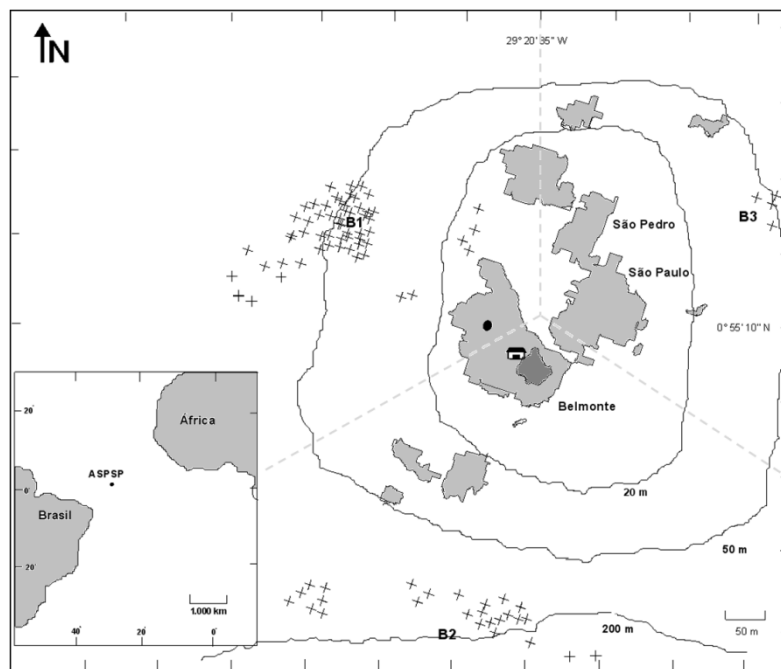 N
29° 20' 35" W
B1
São Pedro
B3
São Paulo
0° 55' 10" N
Belmonte
20 m
50 m
B2
200 m
50 m
20°
África
ASPSP
0°
Brasil
20°
1.000 km
40°
20°
0°